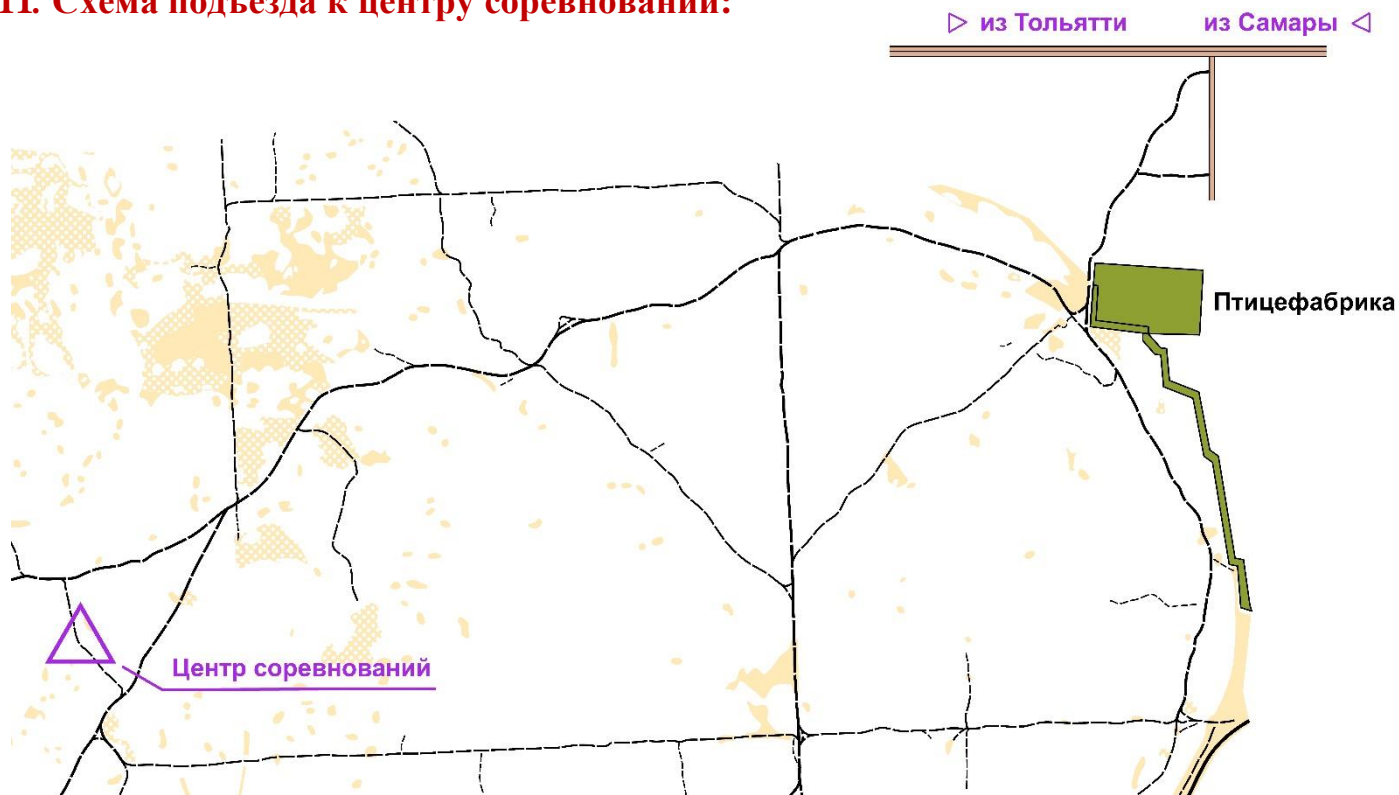 11. Схема подъезда к центру соревнований:
из Тольятти из Самары
Птицефабрика
Центр соревнований